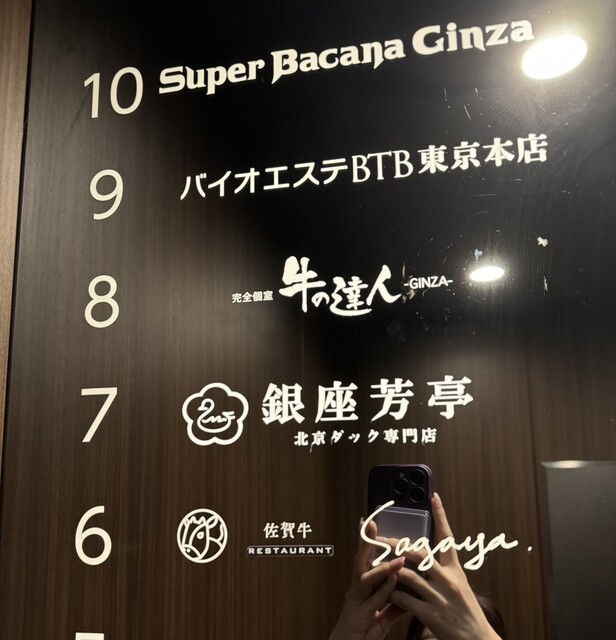 10 Super Bacana Ginza
9 バイオエステBTB 東京本店
8 完全個室 牛の達人 -GINZA-
7 銀座芳亭
北京ダック専門店
6 佐賀牛 Sagaya.
RESTAURANT